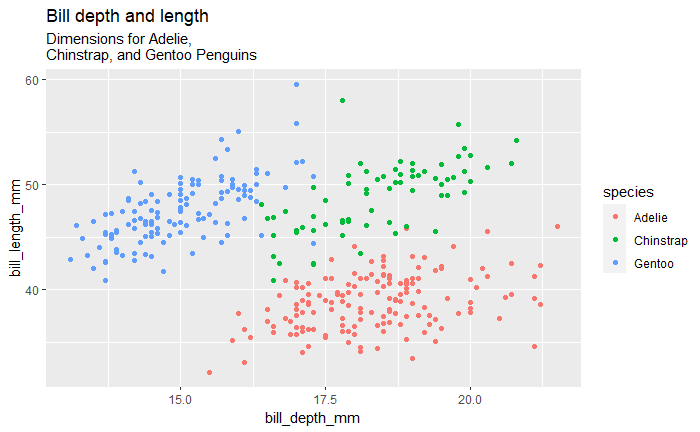 Bill depth and length
Dimensions for Adelie,
Chinstrap, and Gentoo Penguins
60
50
40
bill_length_mm
15.0
17.5
20.0
bill_depth_mm
species
Adelie
Chinstrap
Gentoo